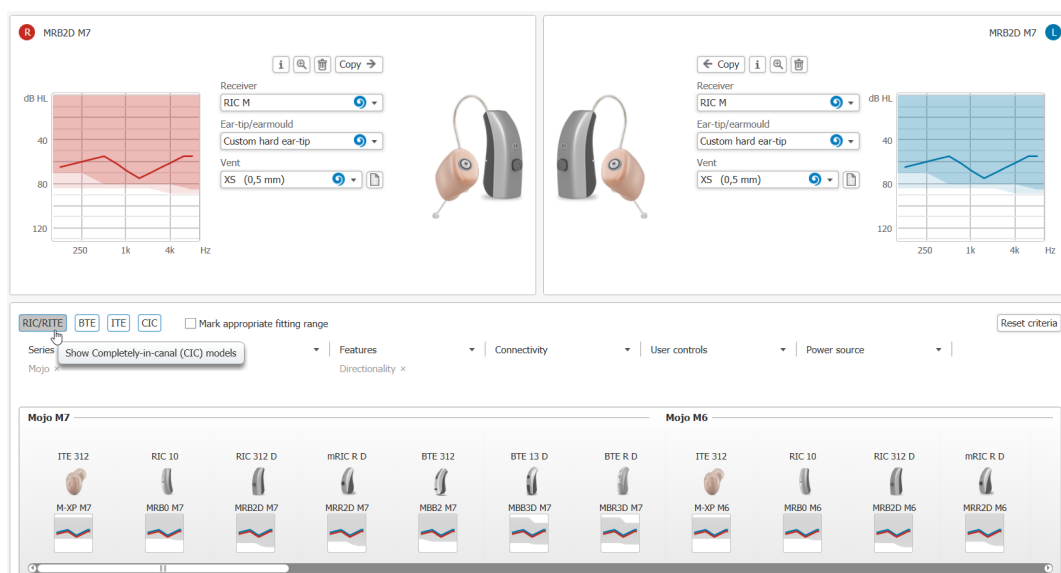 R MRB2D M7
MRB2D M7 L
i Copy →
← Copy i
Receiver
RIC M
Ear-tip/earmould
Custom hard ear-tip
Vent
XS (0,5 mm)
dB HL
40
80
120
250 1k 4k Hz
Receiver
RIC M
Ear-tip/earmould
Custom hard ear-tip
Vent
XS (0,5 mm)
dB HL
40
80
120
250 1k 4k Hz
RIC/RITE BTE ITE CIC Mark appropriate fitting range Reset criteria
Series Features Connectivity User controls Power source
Show Completely-in-canal (CIC) models
Mojo × Directionality ×
Mojo M7 Mojo M6
ITE 312 RIC 10 RIC 312 D mRIC R D BTE 312 BTE 13 D BTE R D ITE 312 RIC 10 RIC 312 D mRIC R D
M-XP M7 MRB0 M7 MRB2D M7 MRR2D M7 MBB2 M7 MBB3D M7 MBR3D M7 M-XP M6 MRB0 M6 MRB2D M6 MRR2D M6